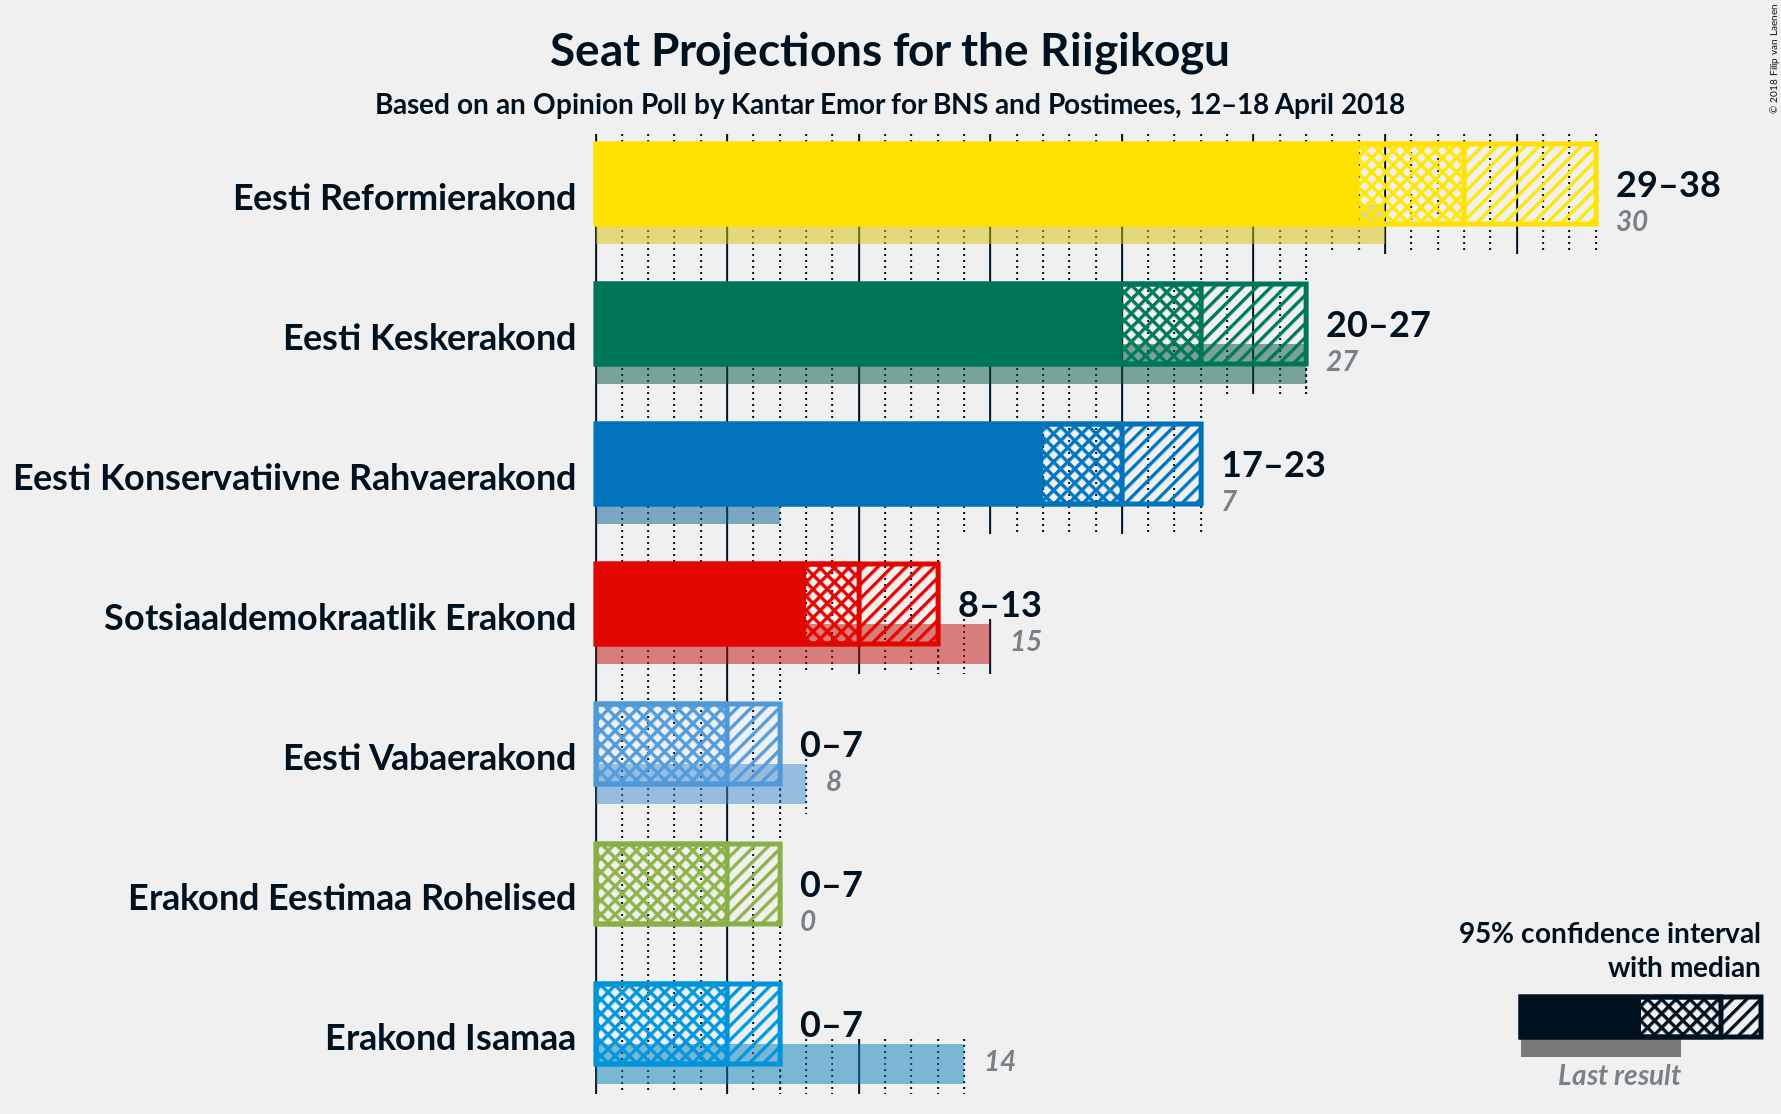 Seat Projections for the Riigikogu
Based on an Opinion Poll by Kantar Emor for BNS and Postimees, 12–18 April 2018
© 2018 Filip van Laenen
Eesti Reformierakond
29–38
30
Eesti Keskerakond
20–27
27
Eesti Konservatiivne Rahvaerakond
17–23
7
Sotsiaaldemokraatlik Erakond
8–13
15
Eesti Vabaerakond
0–7
8
Erakond Eestimaa Rohelised
0–7
0
Erakond Isamaa
0–7
14
95% confidence interval
with median
Last result